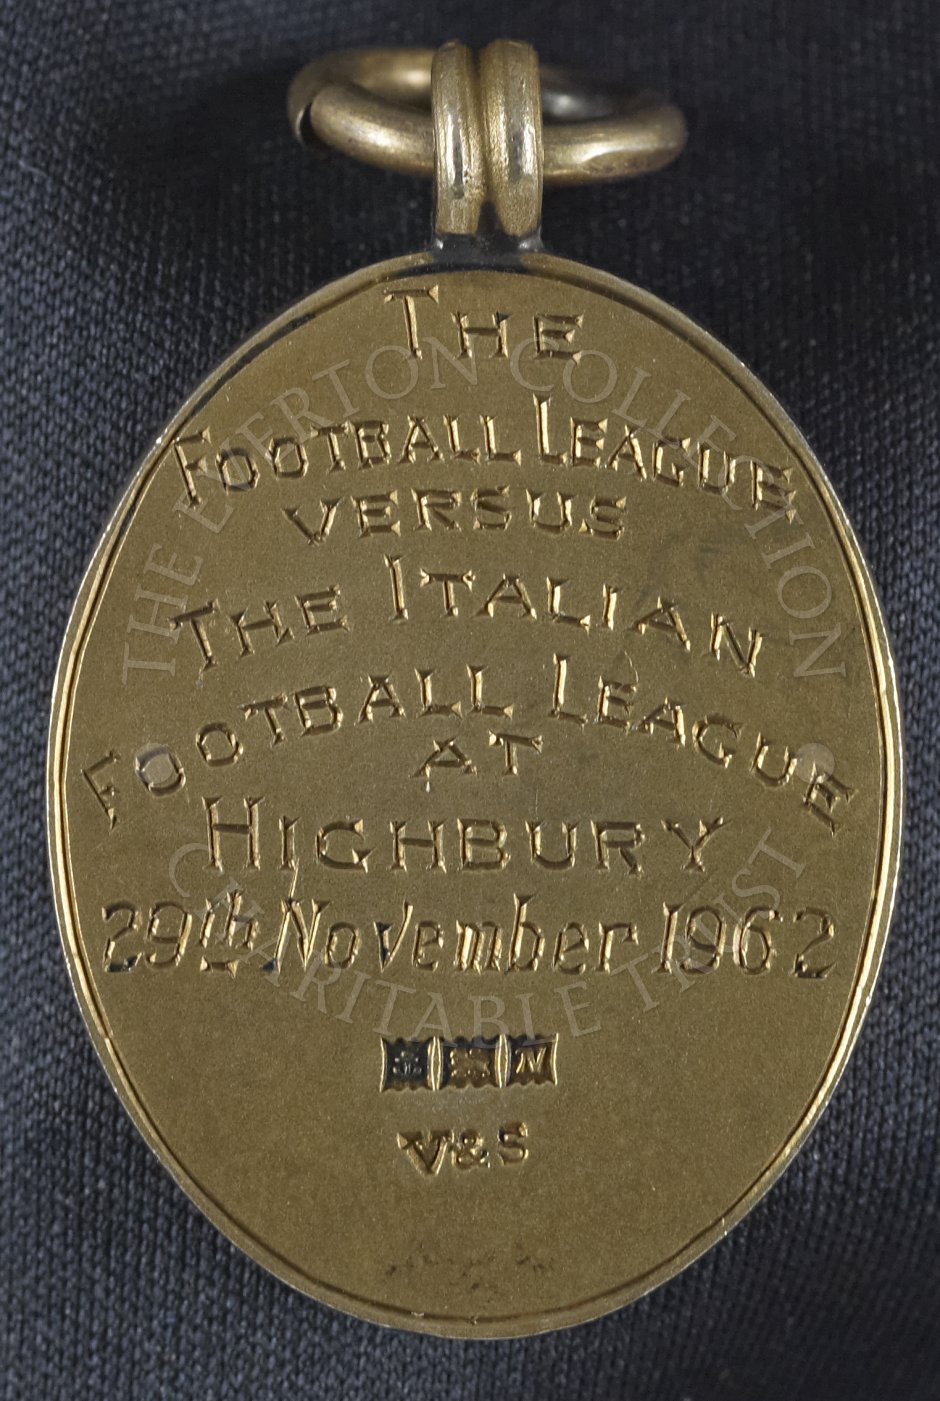 THE
FOOTBALL LEAGUE
VERSUS
THE ITALIAN
FOOTBALL LEAGUE
AT
HIGHBURY
29th November 1962
N
V&S
THE EVERTON COLLECTION
CHARITABLE TRUST